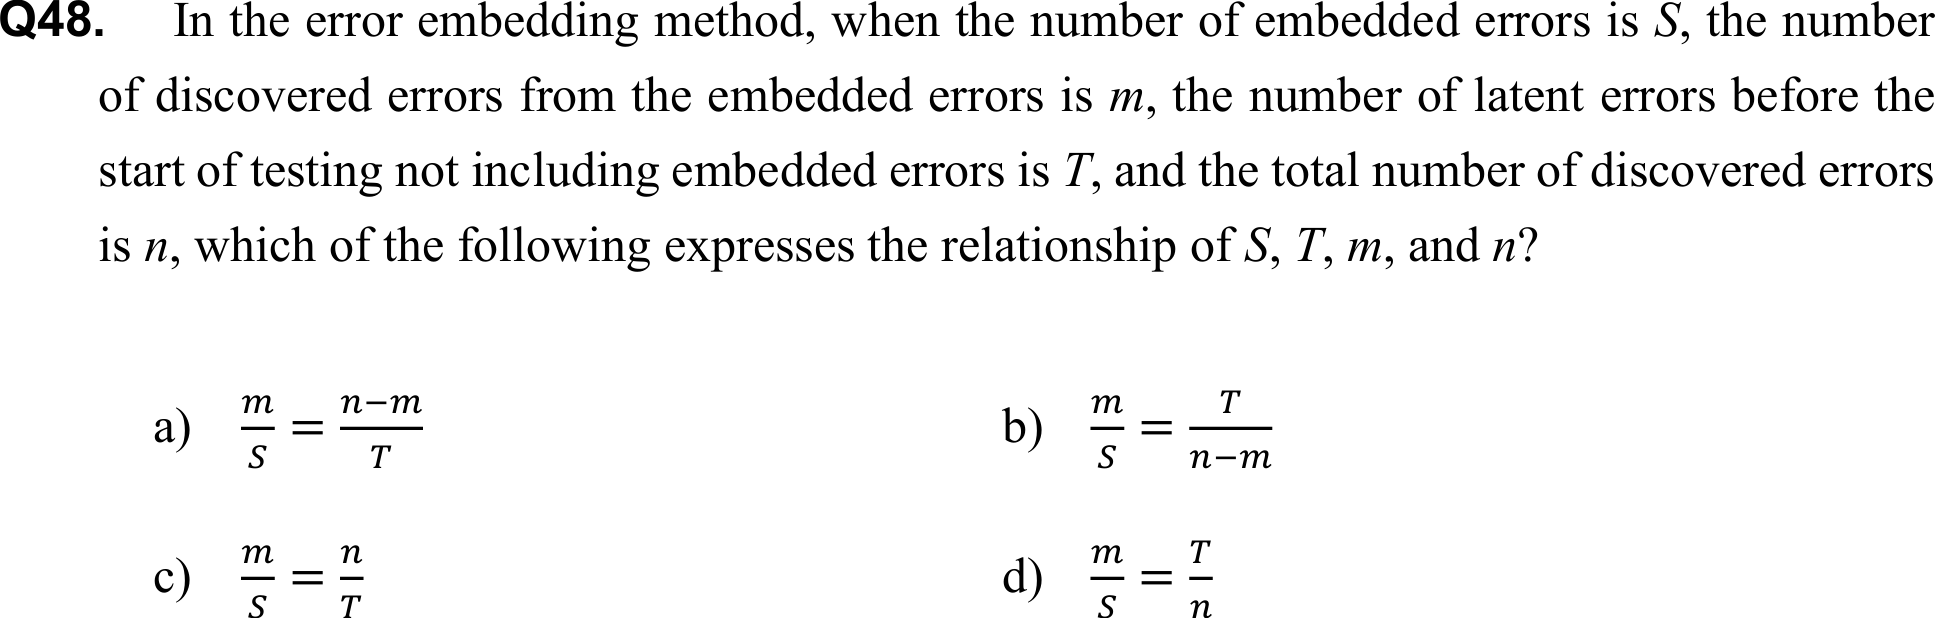 Q48. In the error embedding method, when the number of embedded errors is S, the number
of discovered errors from the embedded errors is m, the number of latent errors before the
start of testing not including embedded errors is T, and the total number of discovered errors
is n, which of the following expresses the relationship of S, T, m, and n?
a) m/S = n−m/T b) m/S = T/n−m
c) m/S = n/T d) m/S = T/n